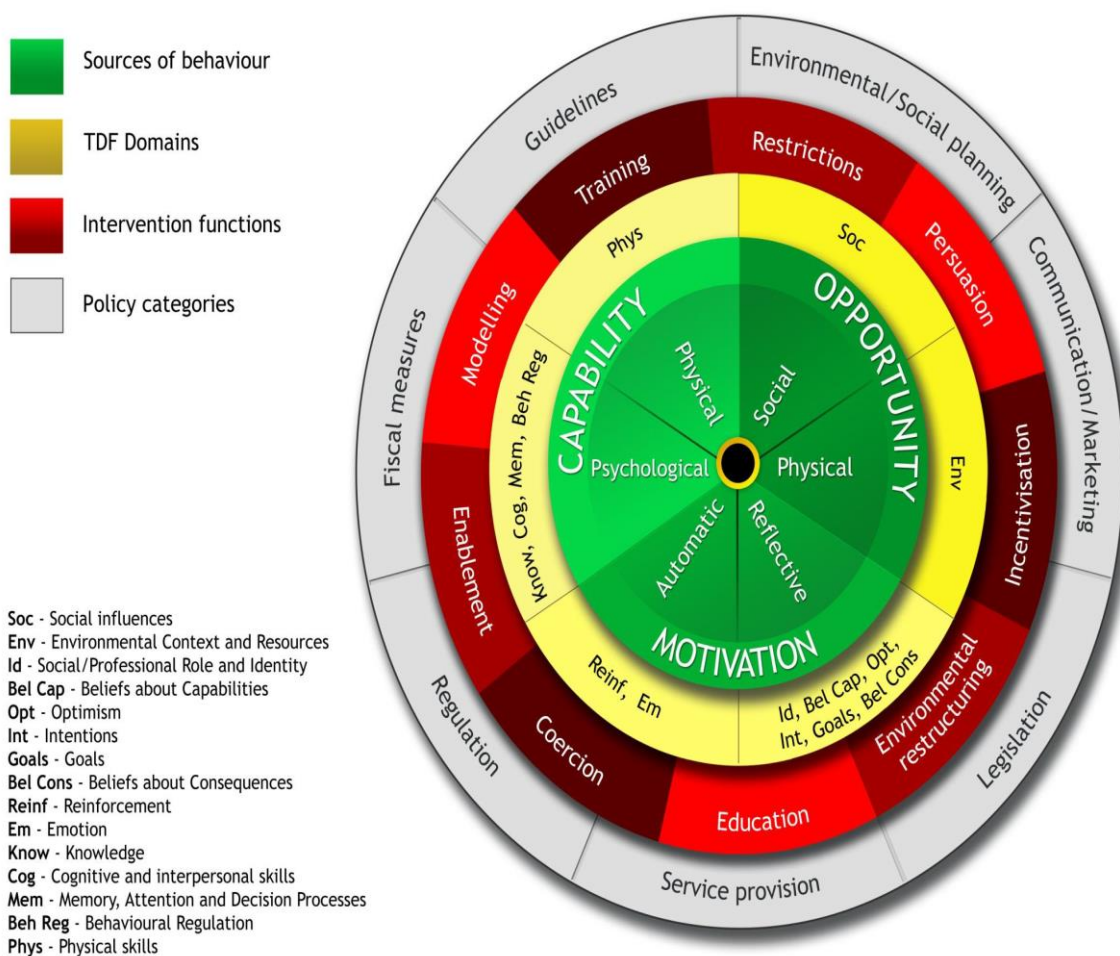 Sources of behaviour
TDF Domains
Intervention functions
Policy categories
Soc - Social influences
Env - Environmental Context and Resources
Id - Social/Professional Role and Identity
Bel Cap - Beliefs about Capabilities
Opt - Optimism
Int - Intentions
Goals - Goals
Bel Cons - Beliefs about Consequences
Reinf - Reinforcement
Em - Emotion
Know - Knowledge
Cog - Cognitive and interpersonal skills
Mem - Memory, Attention and Decision Processes
Beh Reg - Behavioural Regulation
Phys - Physical skills
Guidelines
Environmental/Social planning
Communication/Marketing
Legislation
Service provision
Regulation
Fiscal measures
Training
Restrictions
Persuasion
Incentivisation
Environmental
restructuring
Education
Coercion
Enablement
Modelling
Phys
Soc
Env
Id, Bel Cap, Opt,
Int, Goals, Bel Cons
Reinf, Em
Know, Cog, Mem, Beh Reg
CAPABILITY
OPPORTUNITY
MOTIVATION
Physical
Social
Physical
Reflective
Automatic
Psychological